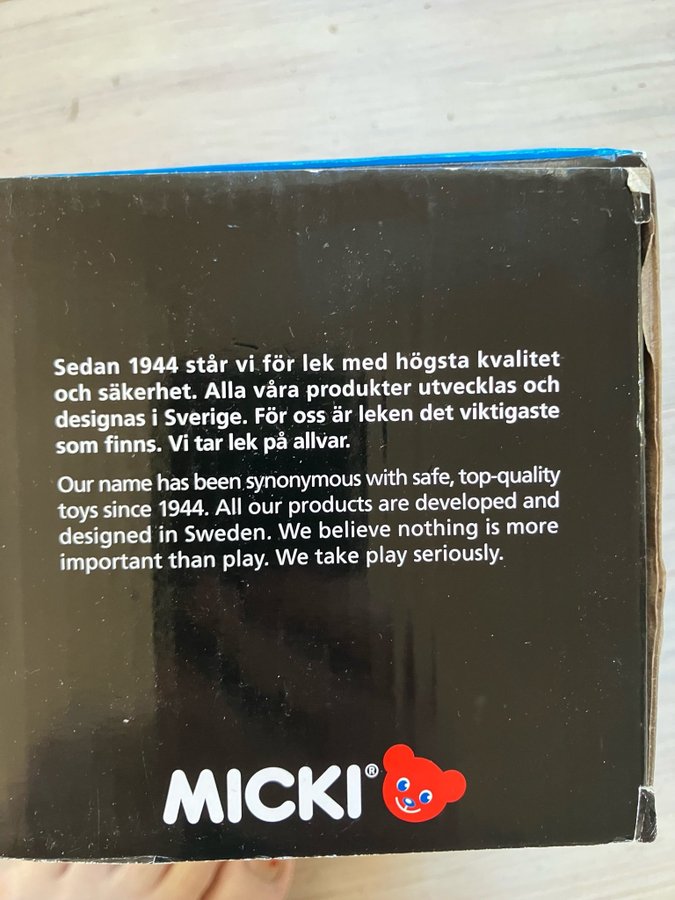 Sedan 1944 står vi för lek med högsta kvalitet
och säkerhet. Alla våra produkter utvecklas och
designas i Sverige. För oss är leken det viktigaste
som finns. Vi tar lek på allvar.
Our name has been synonymous with safe, top-quality
toys since 1944. All our products are developed and
designed in Sweden. We believe nothing is more
important than play. We take play seriously.
MICKI®